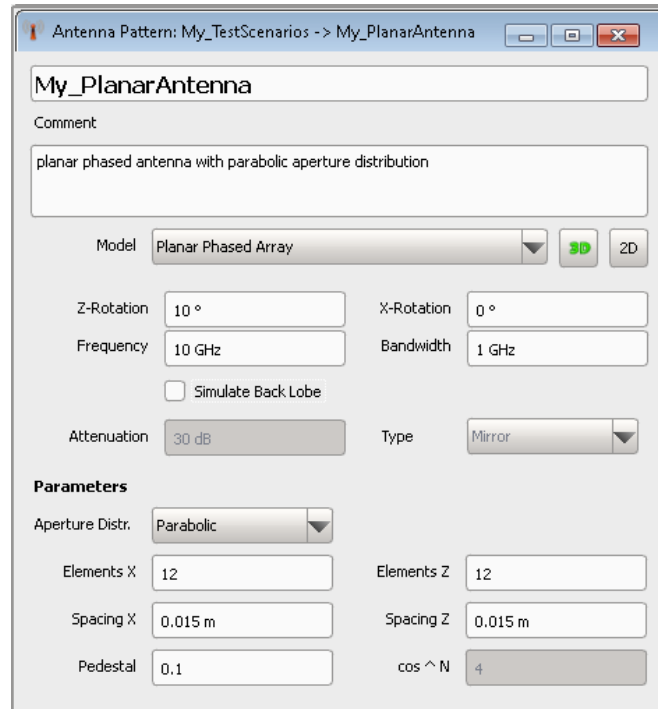 Antenna Pattern: My_TestScenarios -> My_PlanarAntenna
My_PlanarAntenna
Comment
planar phased antenna with parabolic aperture distribution
Model Planar Phased Array 3D 2D
Z-Rotation 10 ° X-Rotation 0 °
Frequency 10 GHz Bandwidth 1 GHz
Simulate Back Lobe
Attenuation 30 dB Type Mirror
Parameters
Aperture Distr. Parabolic
Elements X 12 Elements Z 12
Spacing X 0.015 m Spacing Z 0.015 m
Pedestal 0.1 cos ^ N 4